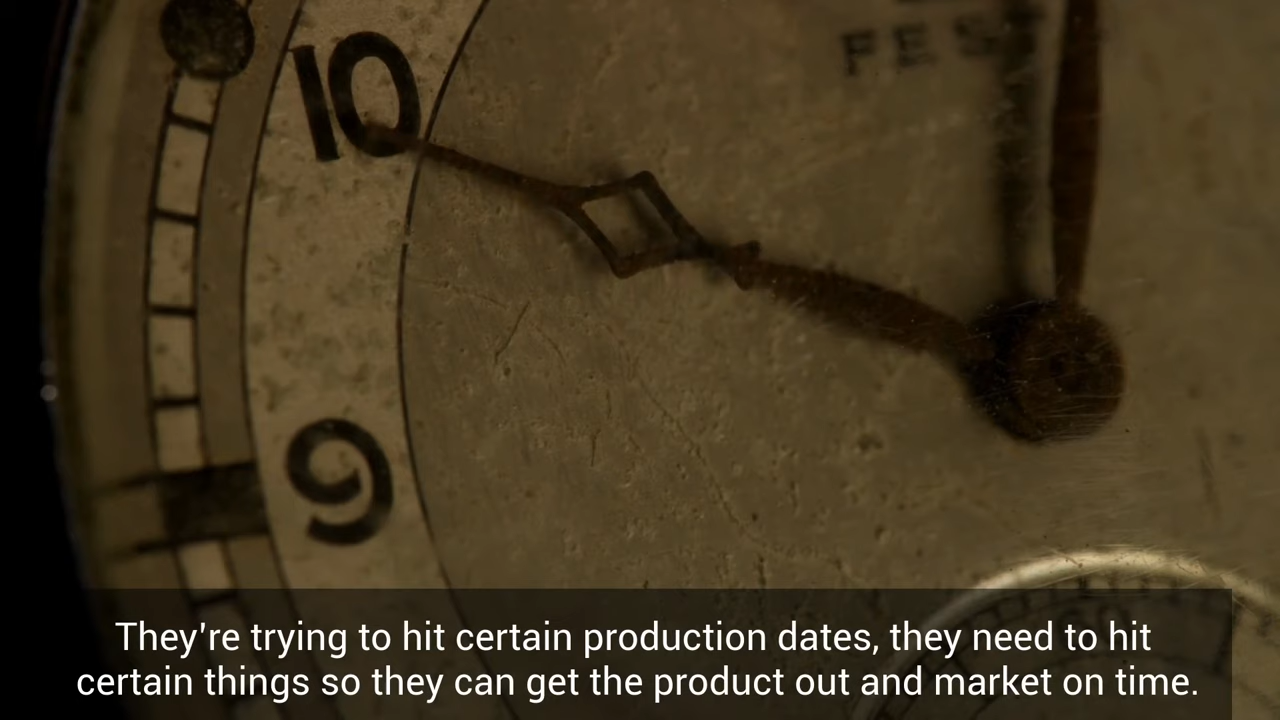 10
FES
9
They're trying to hit certain production dates, they need to hit
certain things so they can get the product out and market on time.